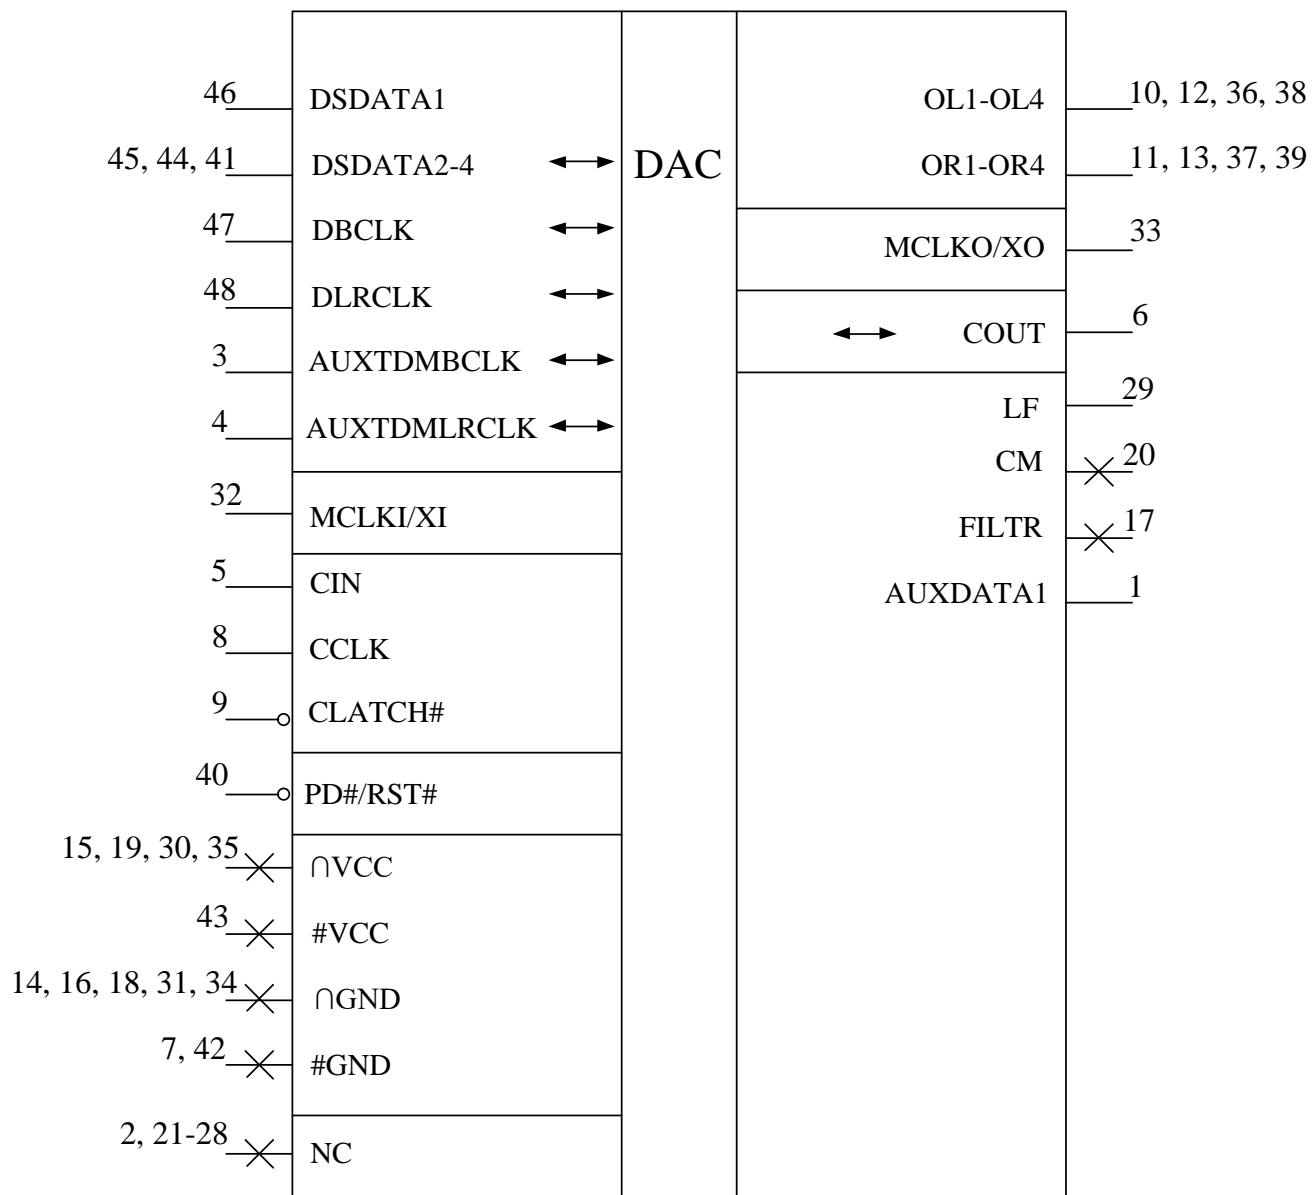 46 DSDATA1
45, 44, 41 DSDATA2-4
47 DBCLK
48 DLRCLK
3 AUXTDMBCLK
4 AUXTDMLRCLK
32 MCLKI/XI
5 CIN
8 CCLK
9 CLATCH#
40 PD#/RST#
15, 19, 30, 35 ∩VCC
43 #VCC
14, 16, 18, 31, 34 ∩GND
7, 42 #GND
2, 21-28 NC
DAC
OL1-OL4 10, 12, 36, 38
OR1-OR4 11, 13, 37, 39
MCLKO/XO 33
COUT 6
LF 29
CM 20
FILTR 17
AUXDATA1 1